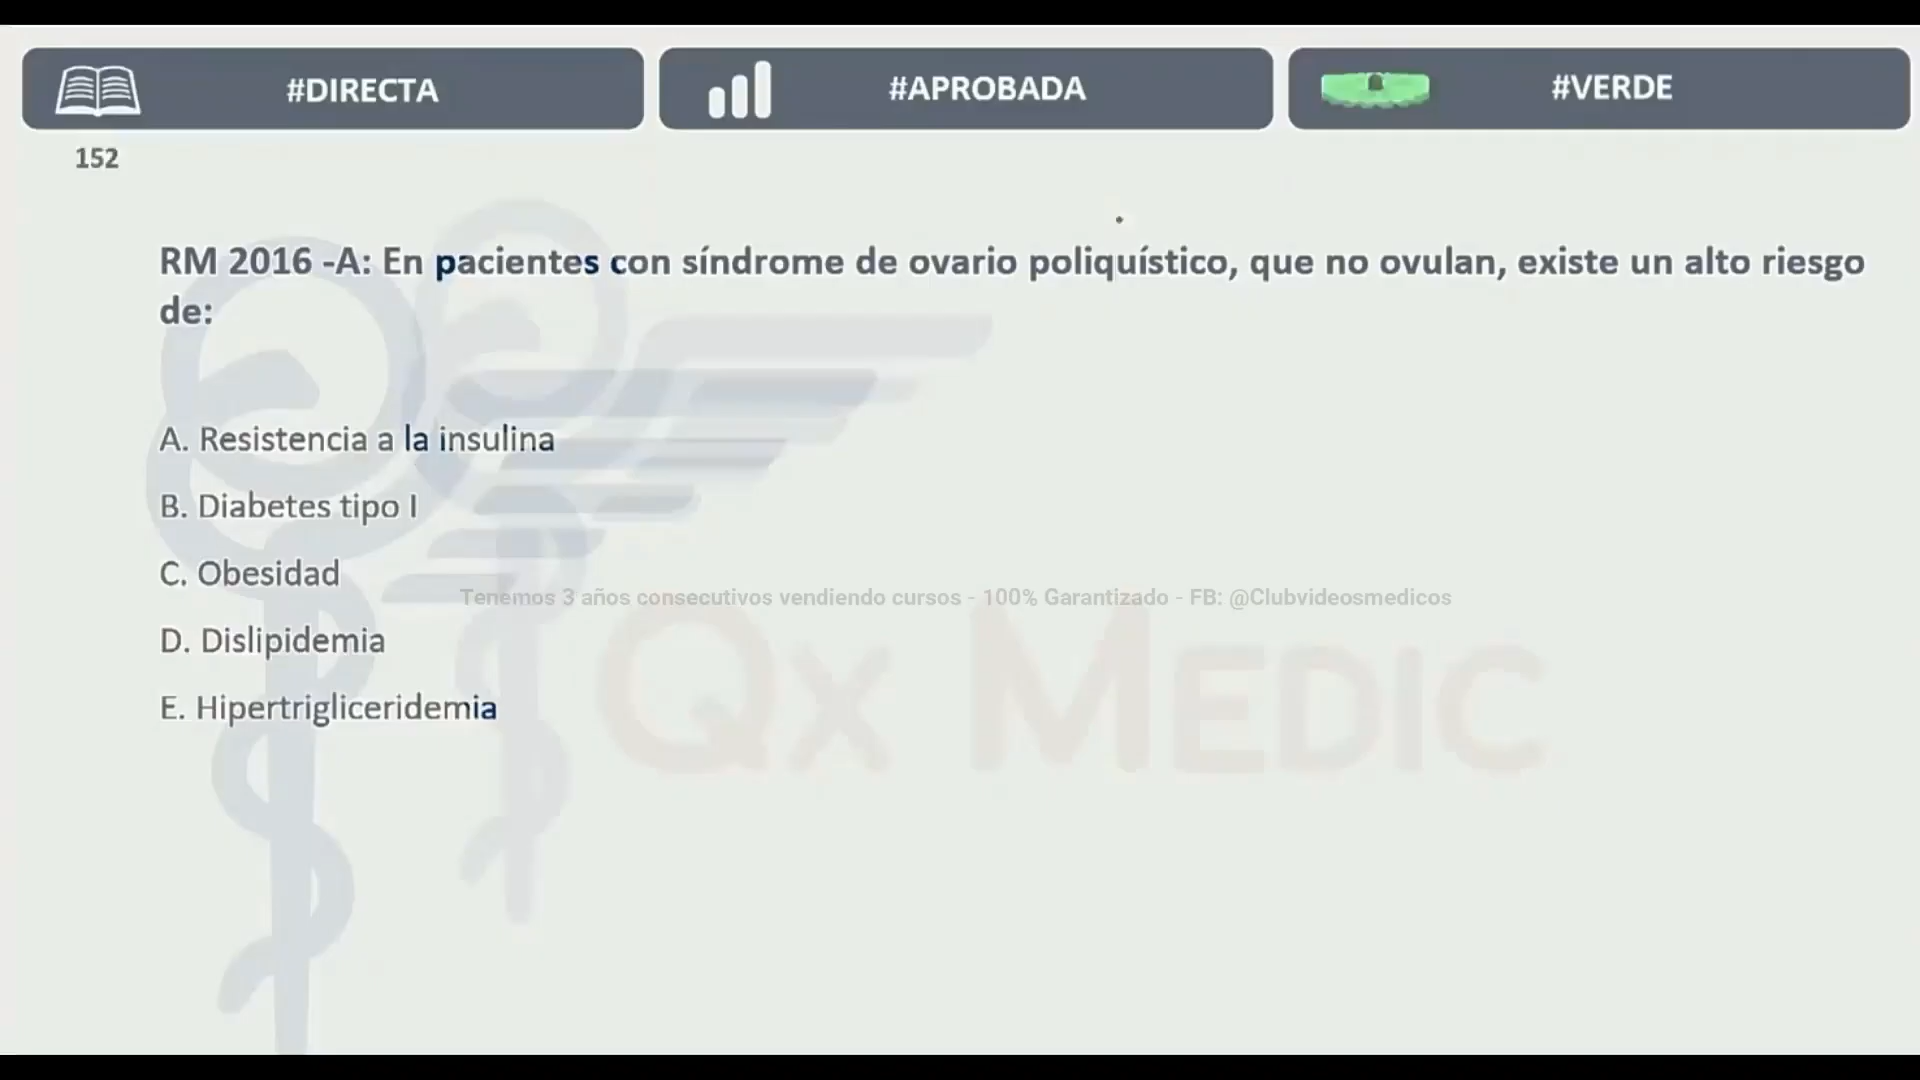 #DIRECTA
#APROBADA
#VERDE
152
RM 2016 -A: En pacientes con síndrome de ovario poliquístico, que no ovulan, existe un alto riesgo
de:
A. Resistencia a la insulina
B. Diabetes tipo I
C. Obesidad
Tenemos 3 años consecutivos vendiendo cursos - 100% Garantizado - FB: @Clubvideosmedicos
D. Dislipidemia
E. Hipertrigliceridemia
QX MEDIC